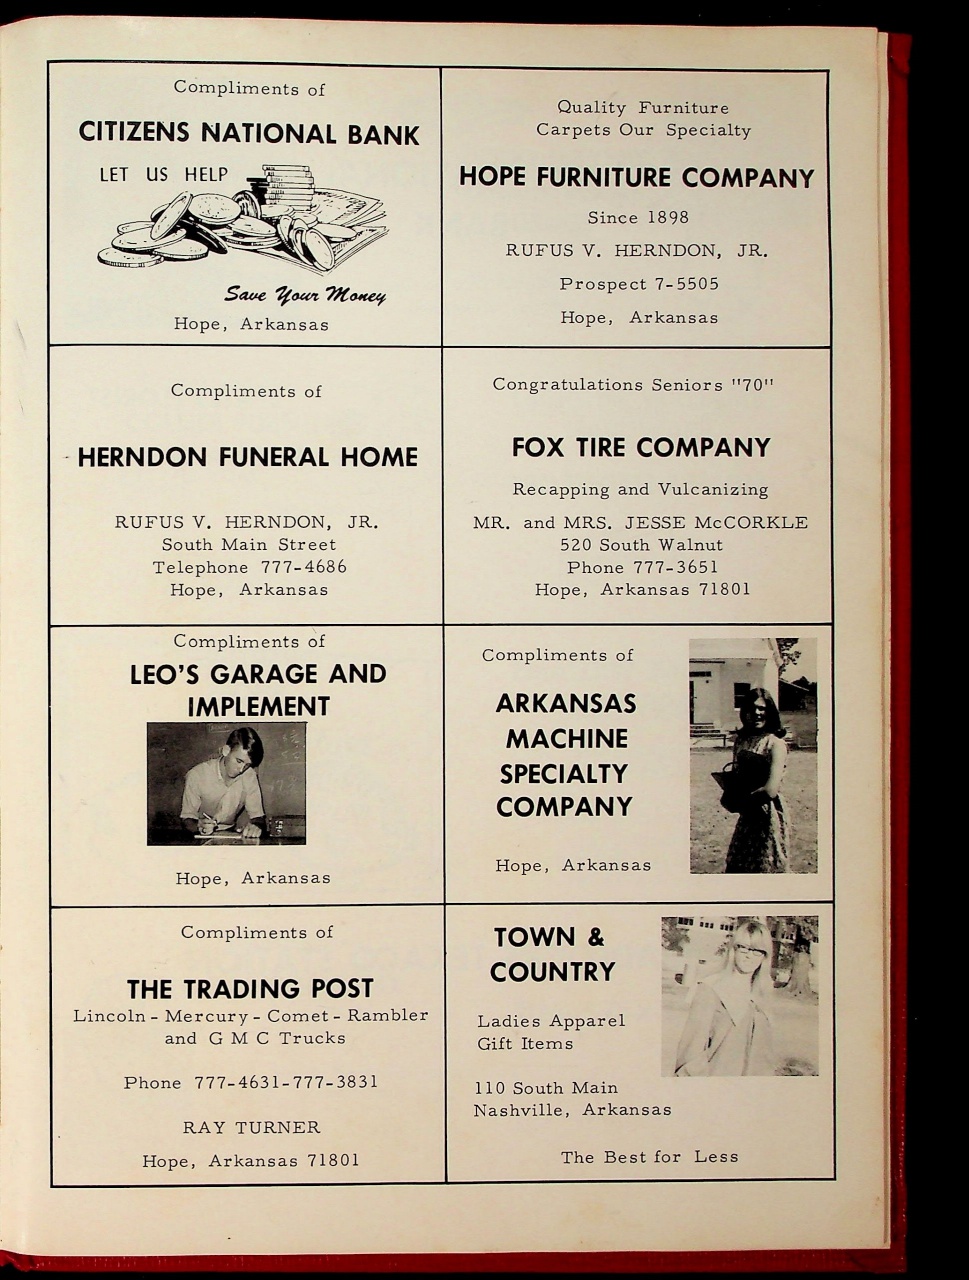 Compliments of
CITIZENS NATIONAL BANK
LET US HELP
Save Your Money
Hope, Arkansas
Quality Furniture
Carpets Our Specialty
HOPE FURNITURE COMPANY
Since 1898
RUFUS V. HERNDON, JR.
Prospect 7-5505
Hope, Arkansas
Compliments of
HERNDON FUNERAL HOME
RUFUS V. HERNDON, JR.
South Main Street
Telephone 777-4686
Hope, Arkansas
Congratulations Seniors "70"
FOX TIRE COMPANY
Recapping and Vulcanizing
MR. and MRS. JESSE McCORKLE
520 South Walnut
Phone 777-3651
Hope, Arkansas 71801
Compliments of
LEO'S GARAGE AND
IMPLEMENT
Hope, Arkansas
Compliments of
ARKANSAS
MACHINE
SPECIALTY
COMPANY
Hope, Arkansas
Compliments of
THE TRADING POST
Lincoln - Mercury - Comet - Rambler
and G M C Trucks
Phone 777-4631-777-3831
RAY TURNER
Hope, Arkansas 71801
TOWN &
COUNTRY
Ladies Apparel
Gift Items
110 South Main
Nashville, Arkansas
The Best for Less